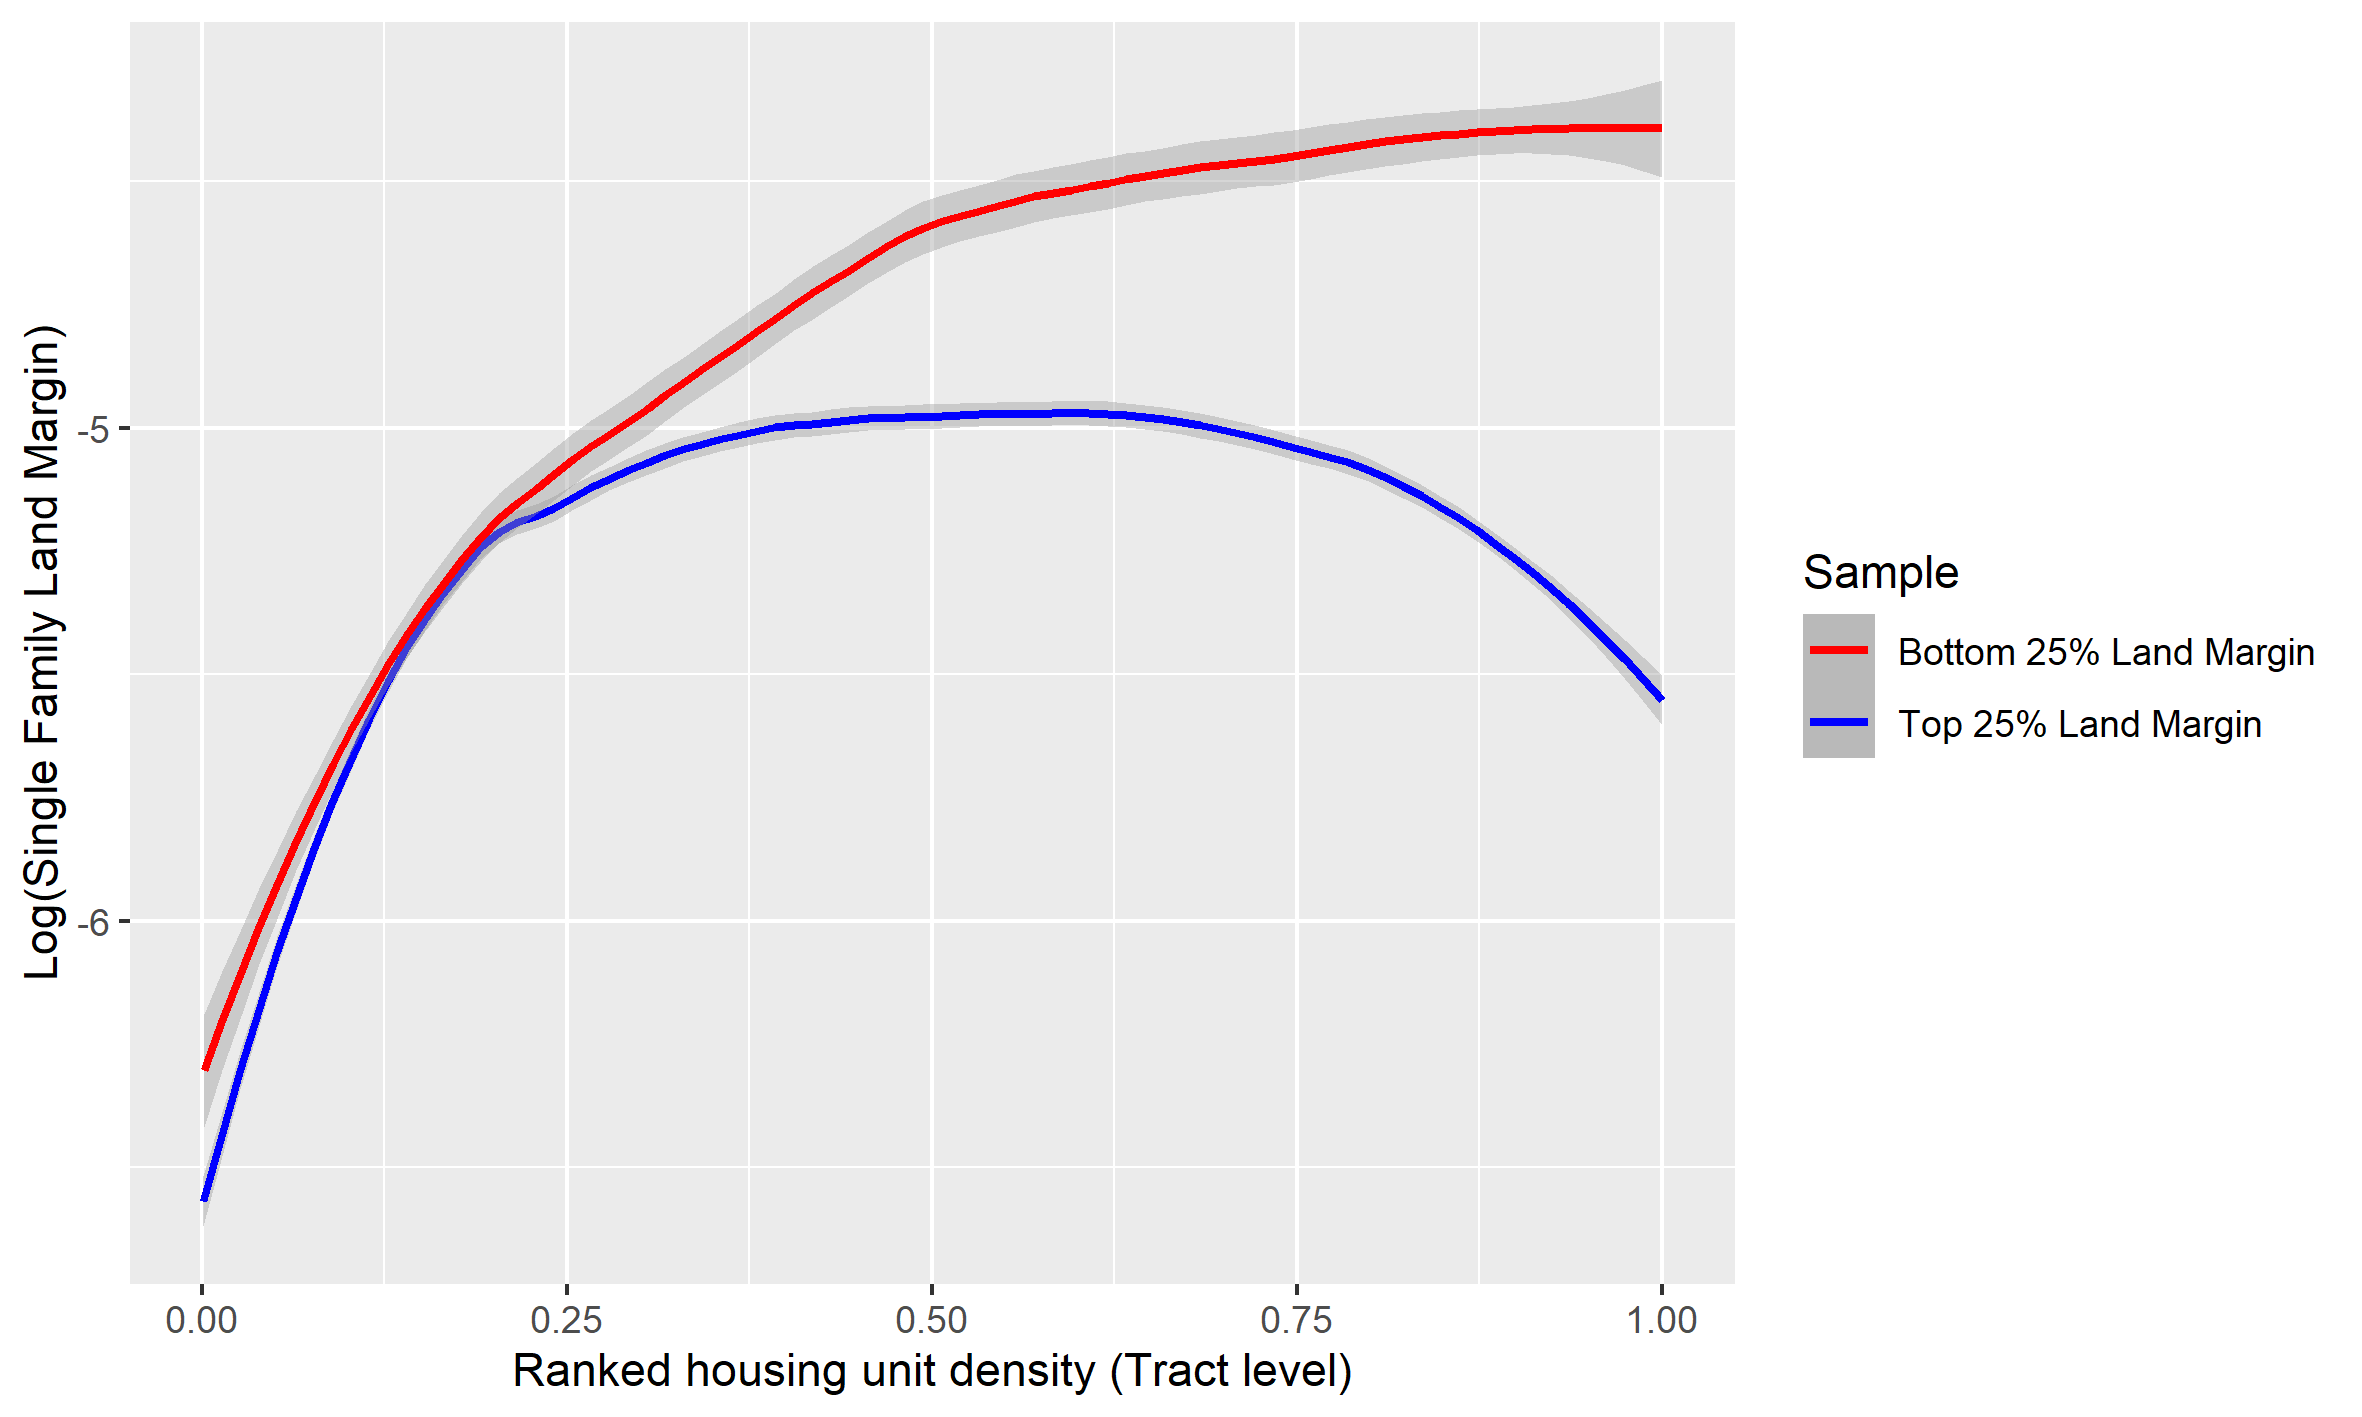 Log(Single Family Land Margin)
-5
-6
0.00
0.25
0.50
0.75
1.00
Ranked housing unit density (Tract level)
Sample
Bottom 25% Land Margin
Top 25% Land Margin